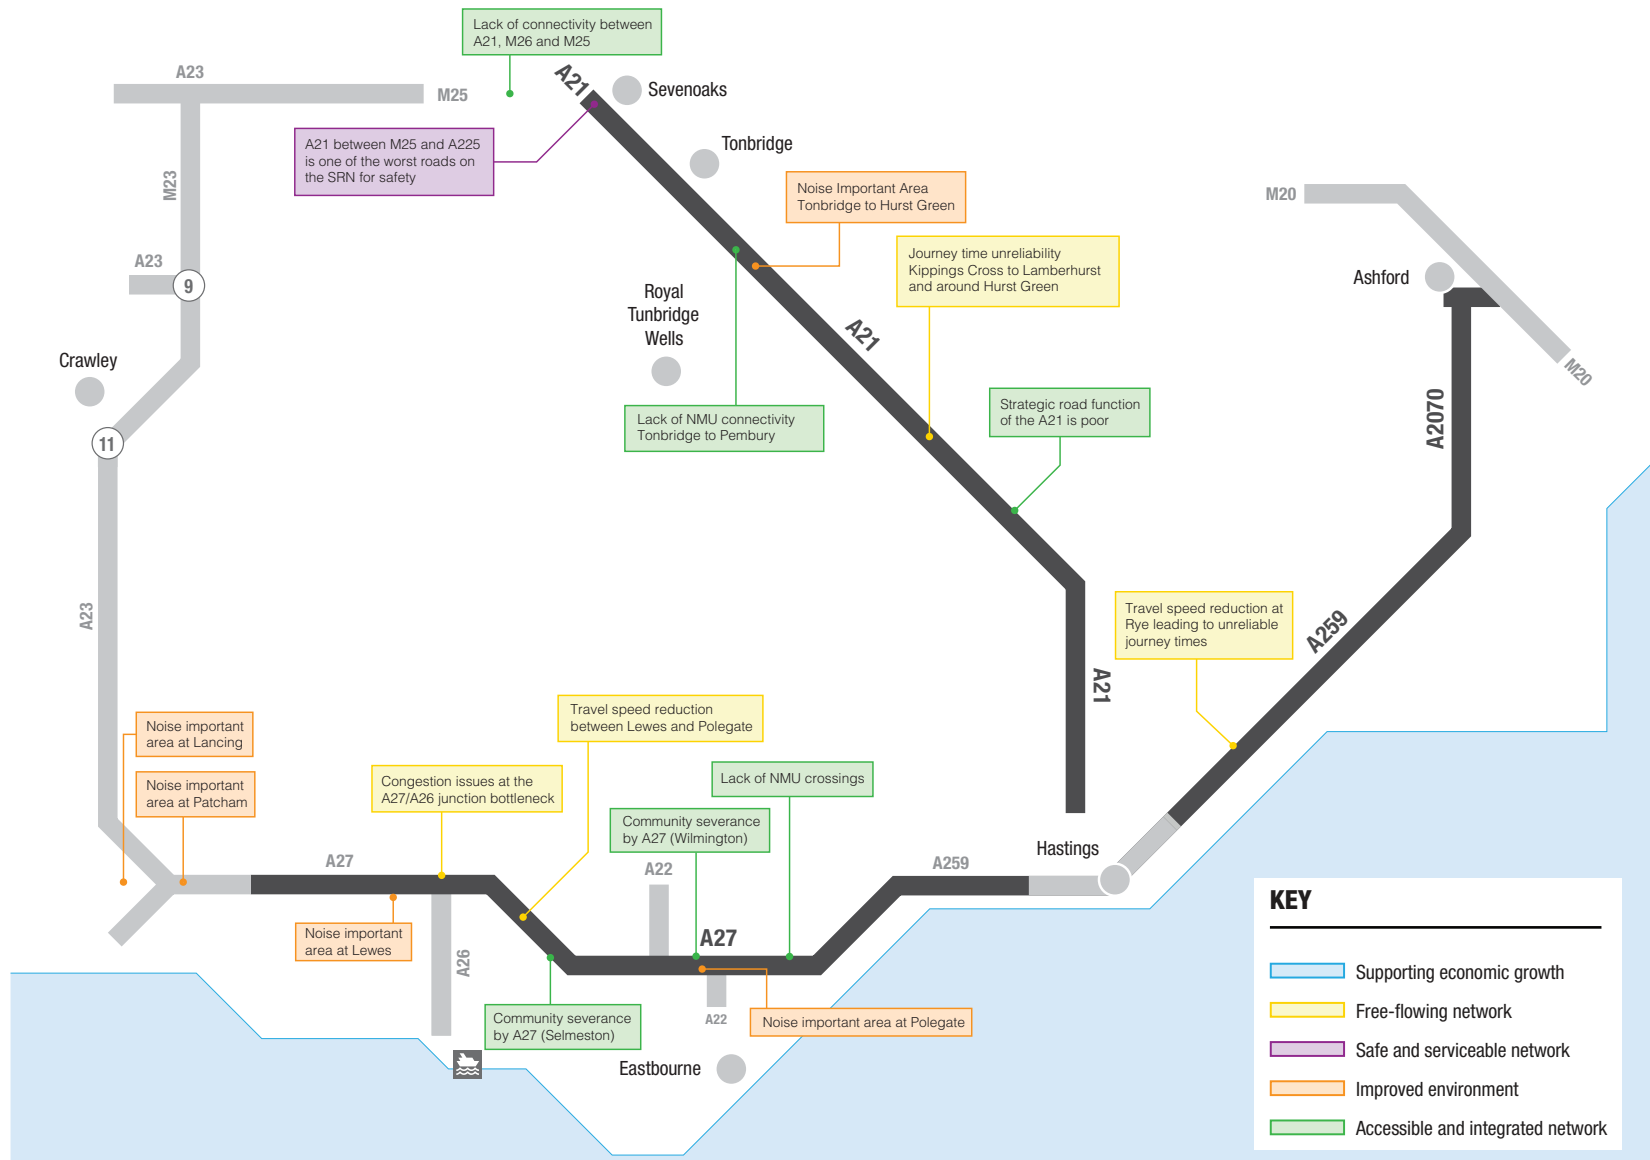 Lack of connectivity between
A21, M26 and M25
A23
M25
A21
Sevenoaks
A21 between M25 and A225
is one of the worst roads on
the SRN for safety
Tonbridge
M23
Noise Important Area
Tonbridge to Hurst Green
M20
A23
9
Journey time unreliability
Kippings Cross to Lamberhurst
and around Hurst Green
Ashford
Royal
Tunbridge
Wells
A21
Crawley
M20
11
Lack of NMU connectivity
Tonbridge to Pembury
Strategic road function
of the A21 is poor
A2070
A23
Travel speed reduction at
Rye leading to unreliable
journey times
A259
A21
Noise important
area at Lancing
Travel speed reduction
between Lewes and Polegate
Noise important
area at Patcham
Congestion issues at the
A27/A26 junction bottleneck
Lack of NMU crossings
Community severance
by A27 (Wilmington)
Hastings
A27
A22
A259
Noise important
area at Lewes
A27
A26
Community severance
by A27 (Selmeston)
A22
Noise important area at Polegate
Eastbourne
KEY
Supporting economic growth
Free-flowing network
Safe and serviceable network
Improved environment
Accessible and integrated network